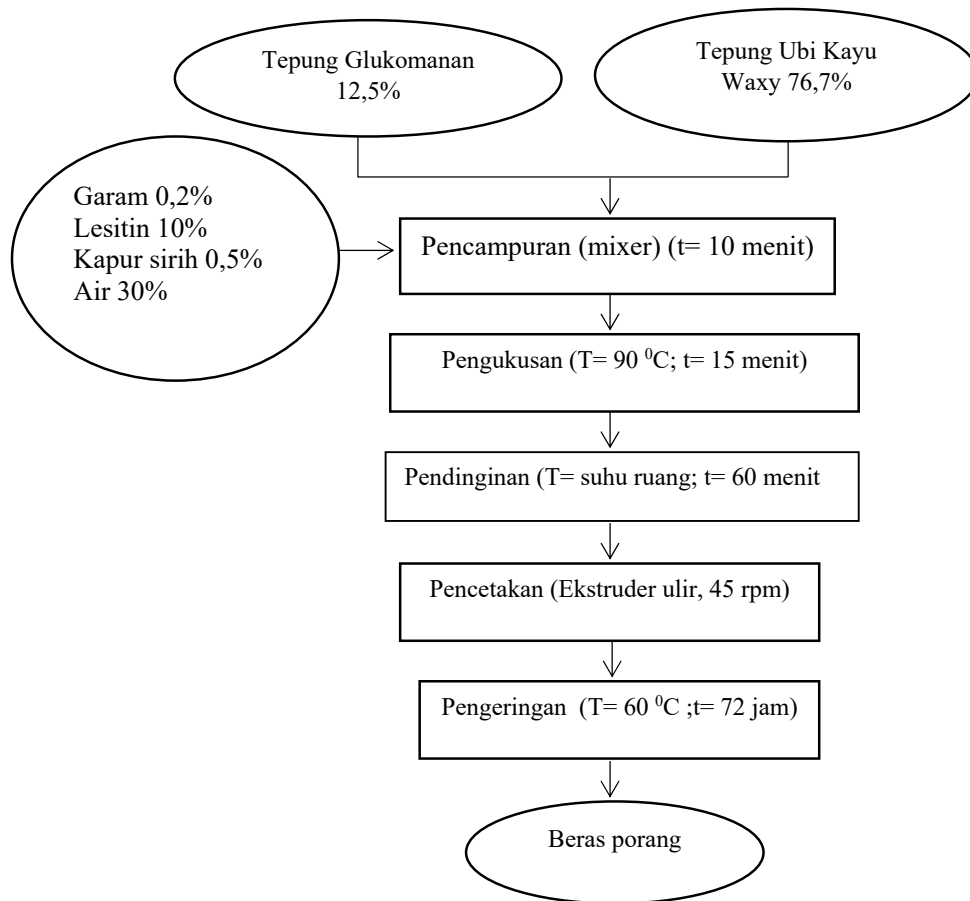 Tepung Glukomanan
12,5%
Tepung Ubi Kayu
Waxy 76,7%
Garam 0,2%
Lesitin 10%
Kapur sirih 0,5%
Air 30%
Pencampuran (mixer) (t= 10 menit)
Pengukusan (T= 90 ⁰C; t= 15 menit)
Pendinginan (T= suhu ruang; t= 60 menit
Pencetakan (Ekstruder ulir, 45 rpm)
Pengeringan  (T= 60 ⁰C ;t= 72 jam)
Beras porang